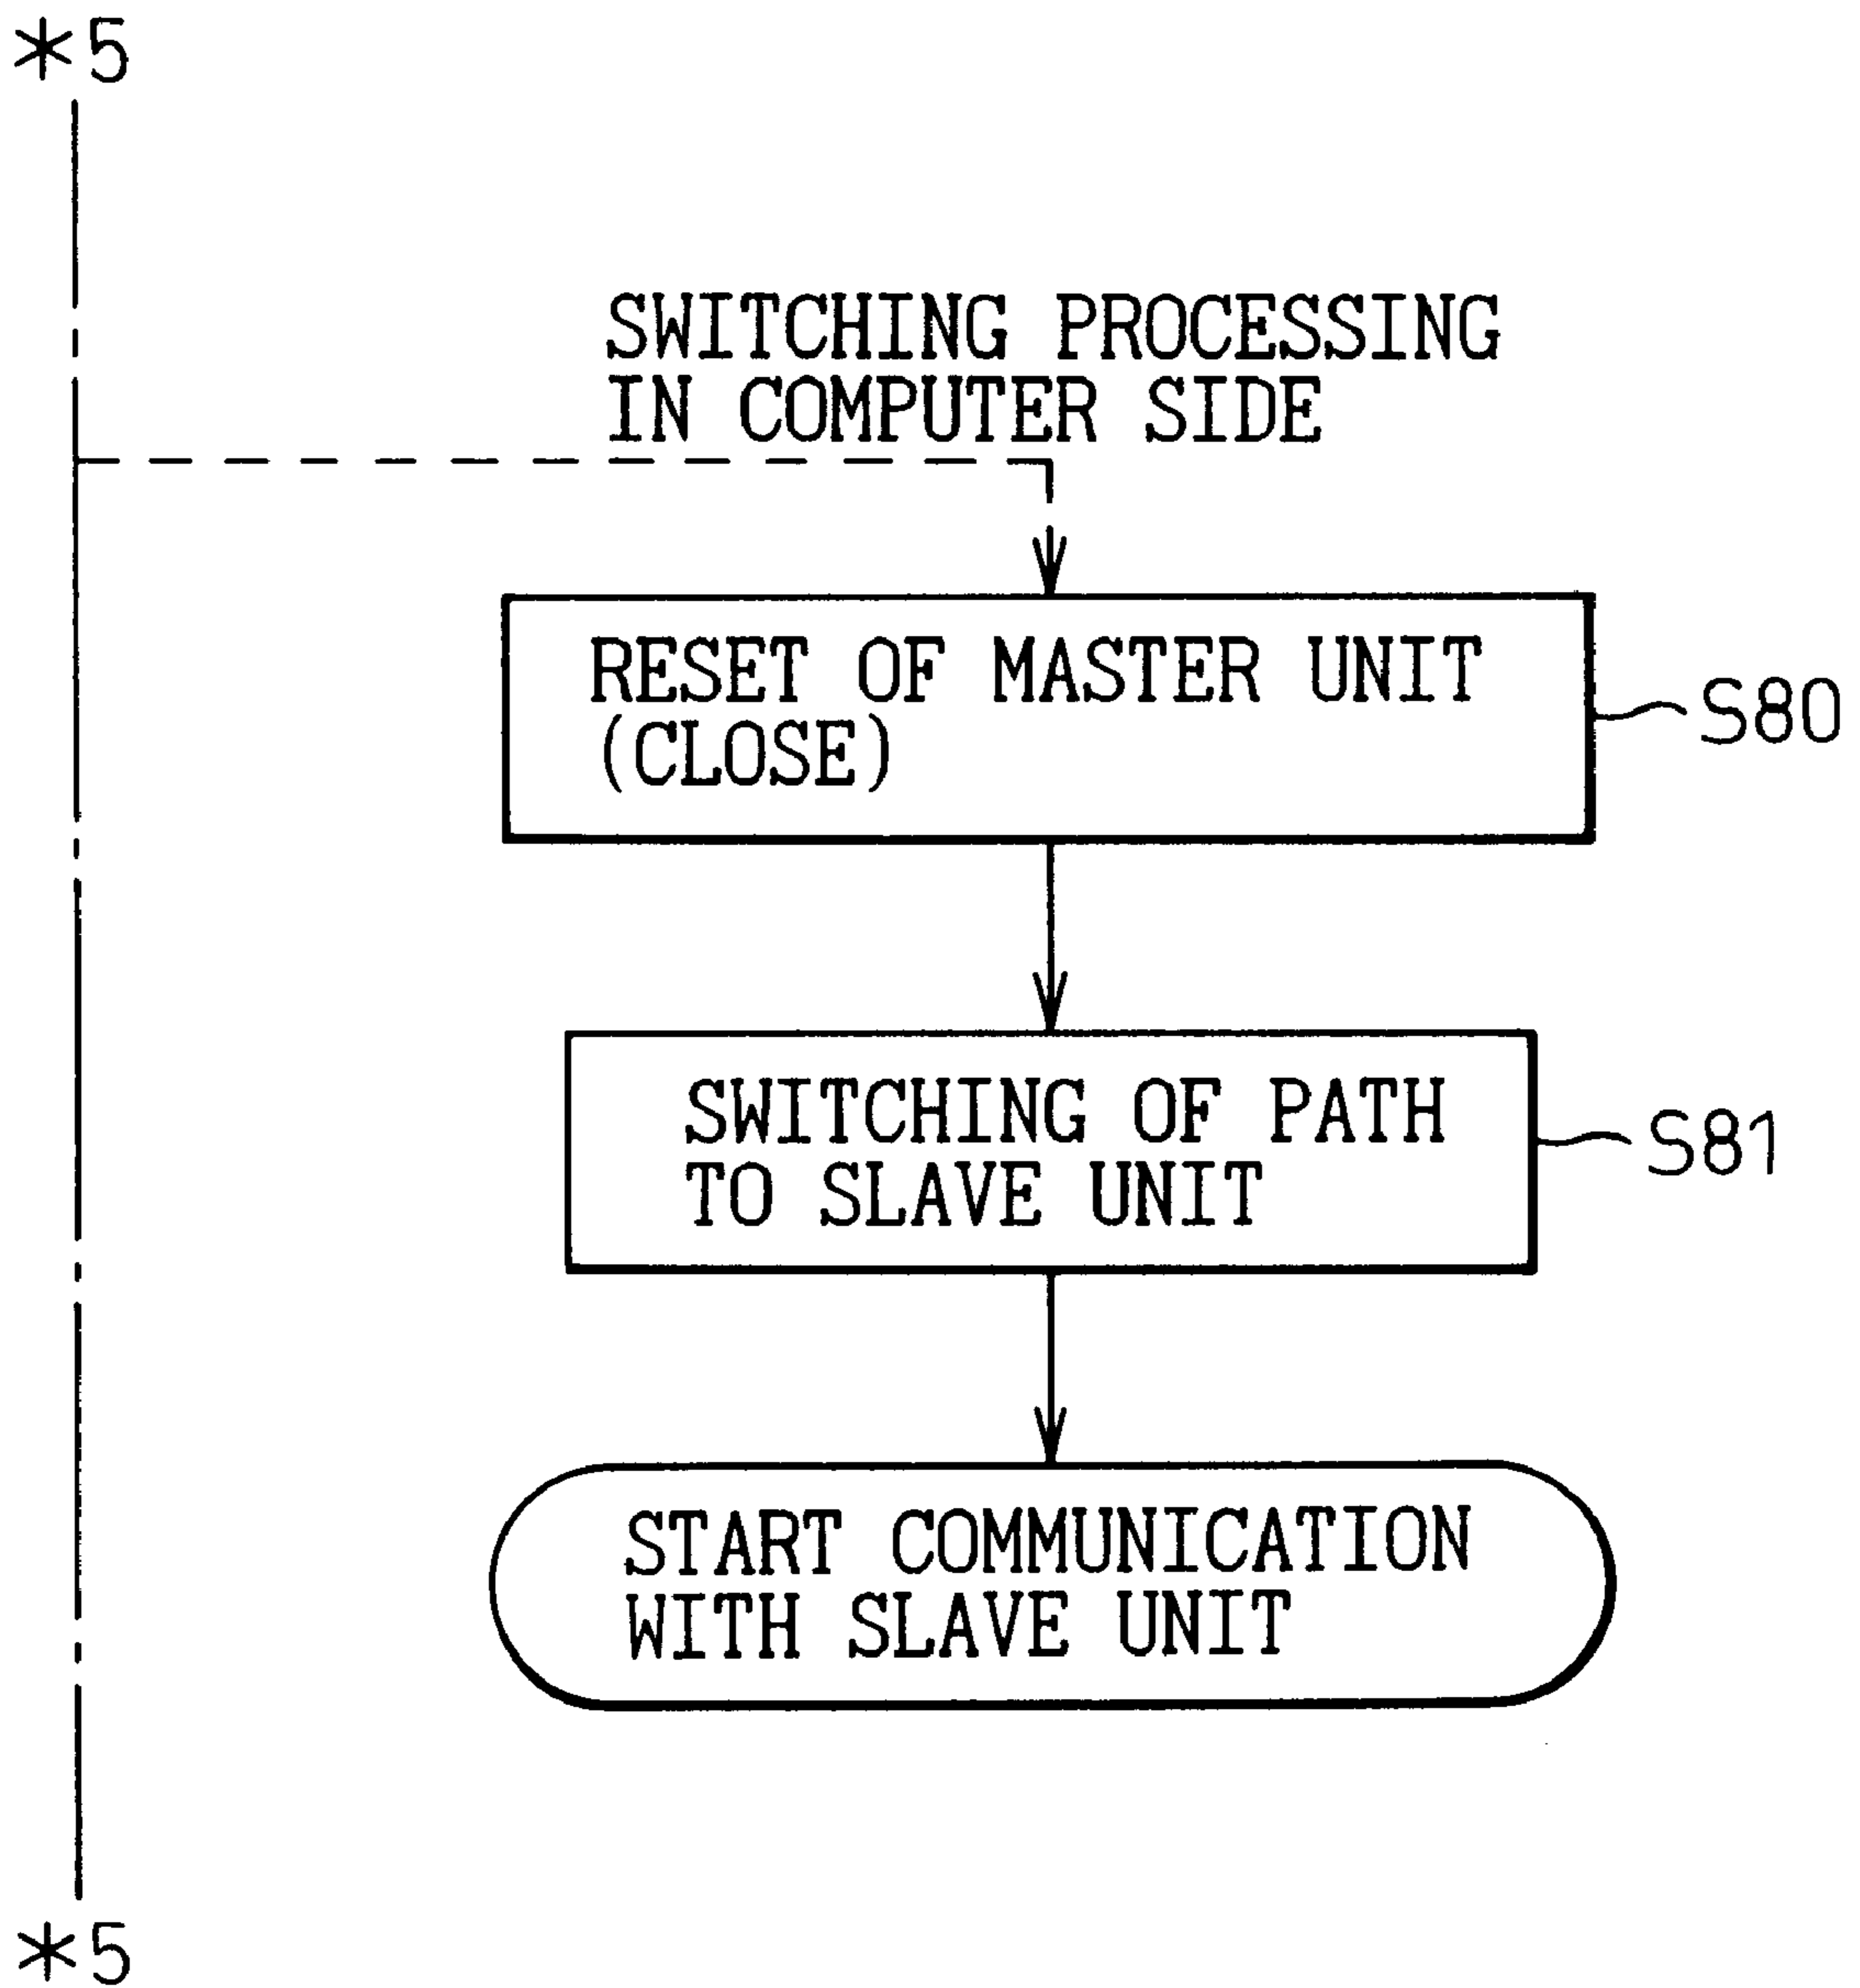 *5
SWITCHING PROCESSING
IN COMPUTER SIDE
RESET OF MASTER UNIT
(CLOSE)
S80
SWITCHING OF PATH
TO SLAVE UNIT
S81
START COMMUNICATION
WITH SLAVE UNIT
*5